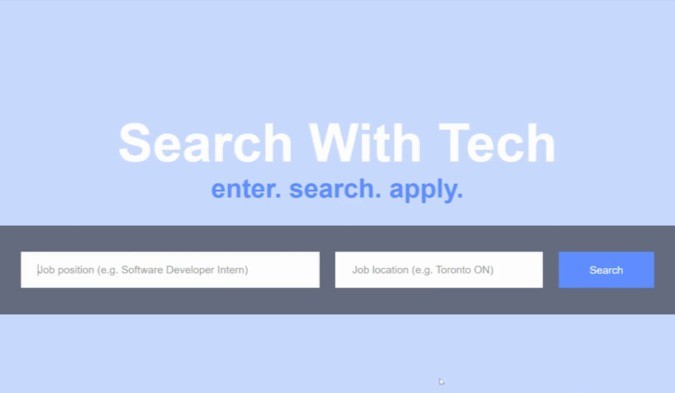 Search With Tech
enter. search. apply.
Job position (e.g. Software Developer Intern)
Job location (e.g. Toronto ON)
Search